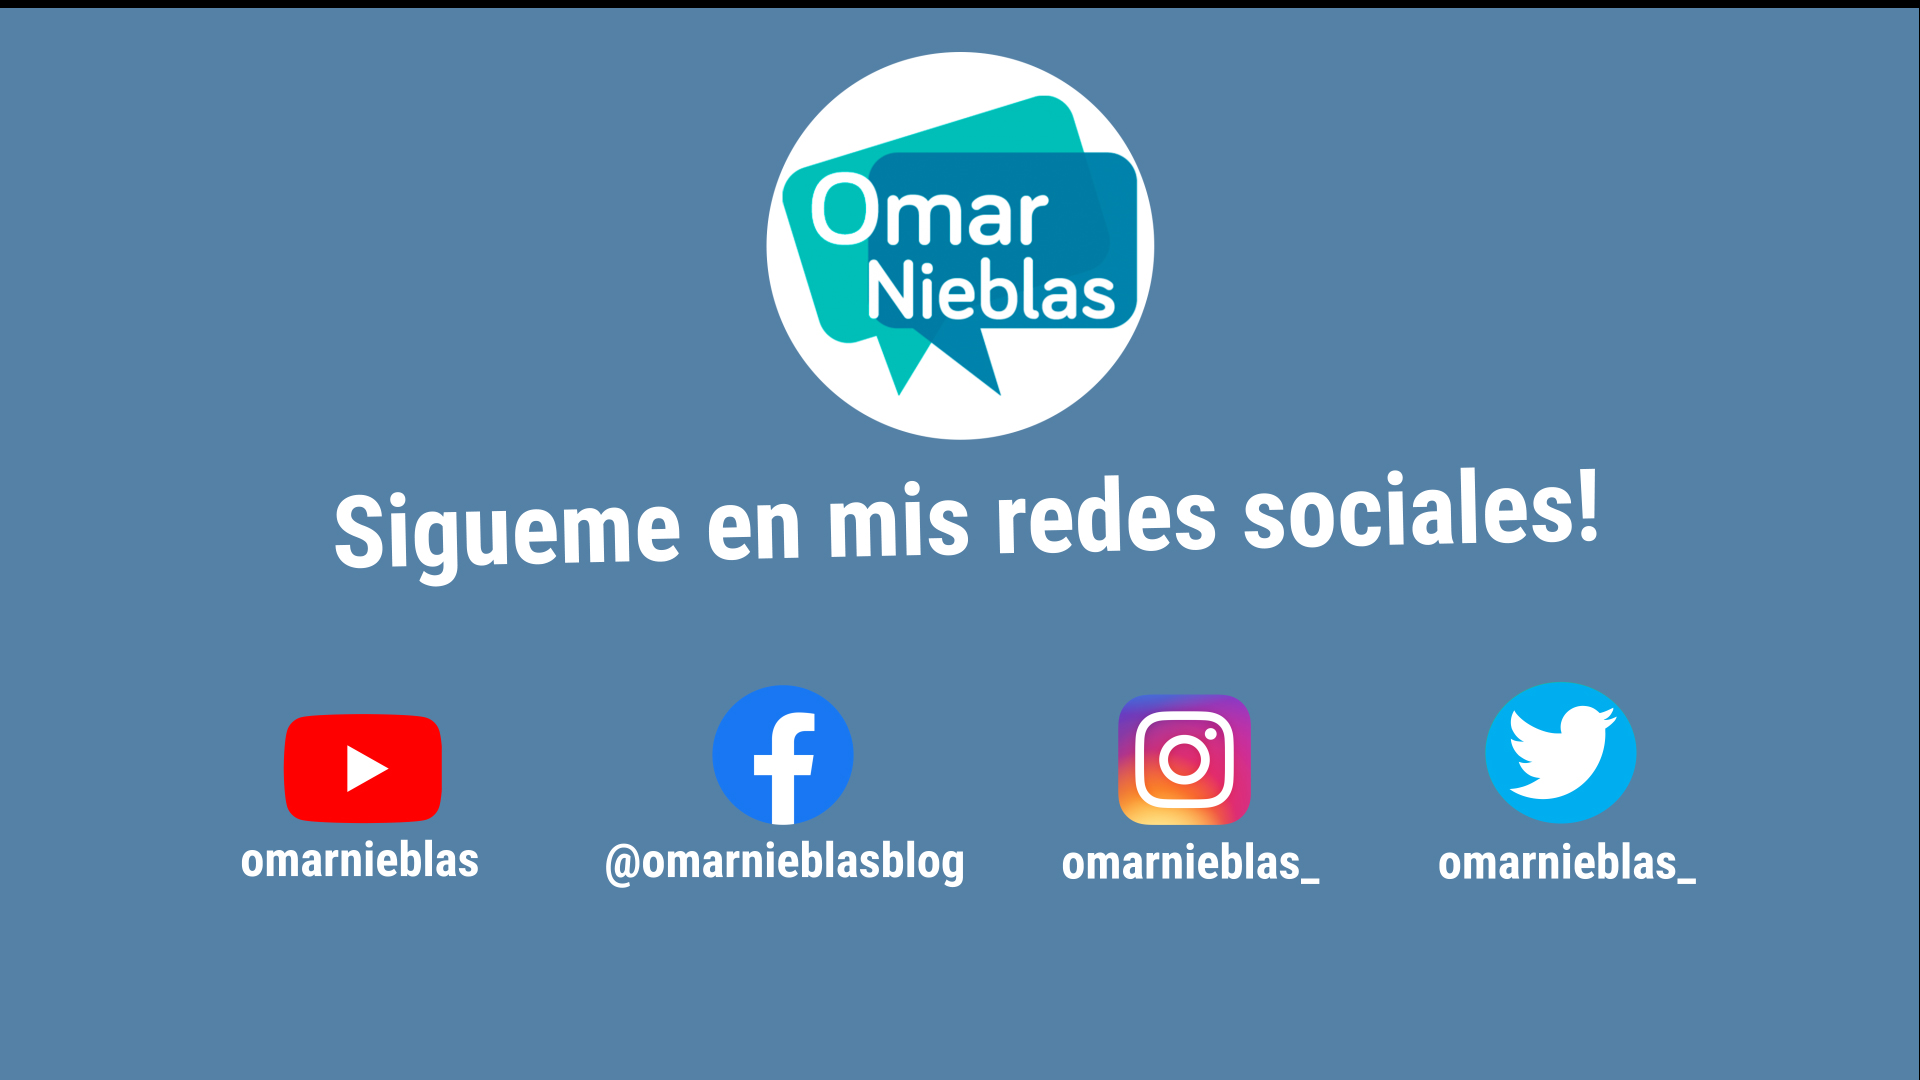 Omar
Nieblas
Sigueme en mis redes sociales!
omarnieblas
@omarnieblasblog
omarnieblas_
omarnieblas_